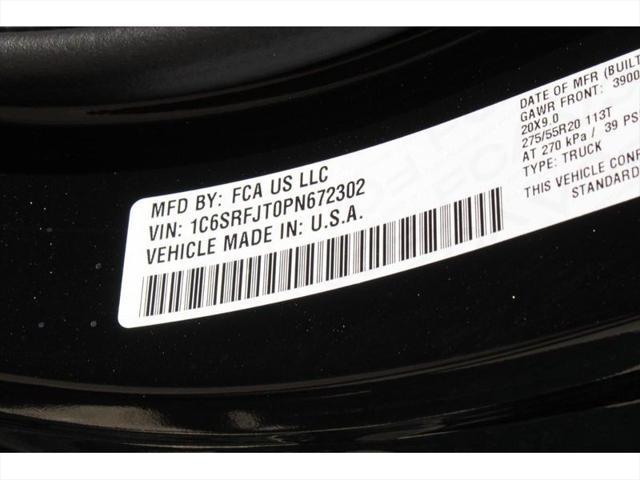 MFD BY: FCA US LLC
VIN: 1C6SRFJT0PN672302
VEHICLE MADE IN: U.S.A.
DATE OF MFR (BUILT
GAWR FRONT: 3900
20X9.0
275/55R20 113T
AT 270 kPa / 39 PS
TYPE: TRUCK
THIS VEHICLE CONF
STANDARD